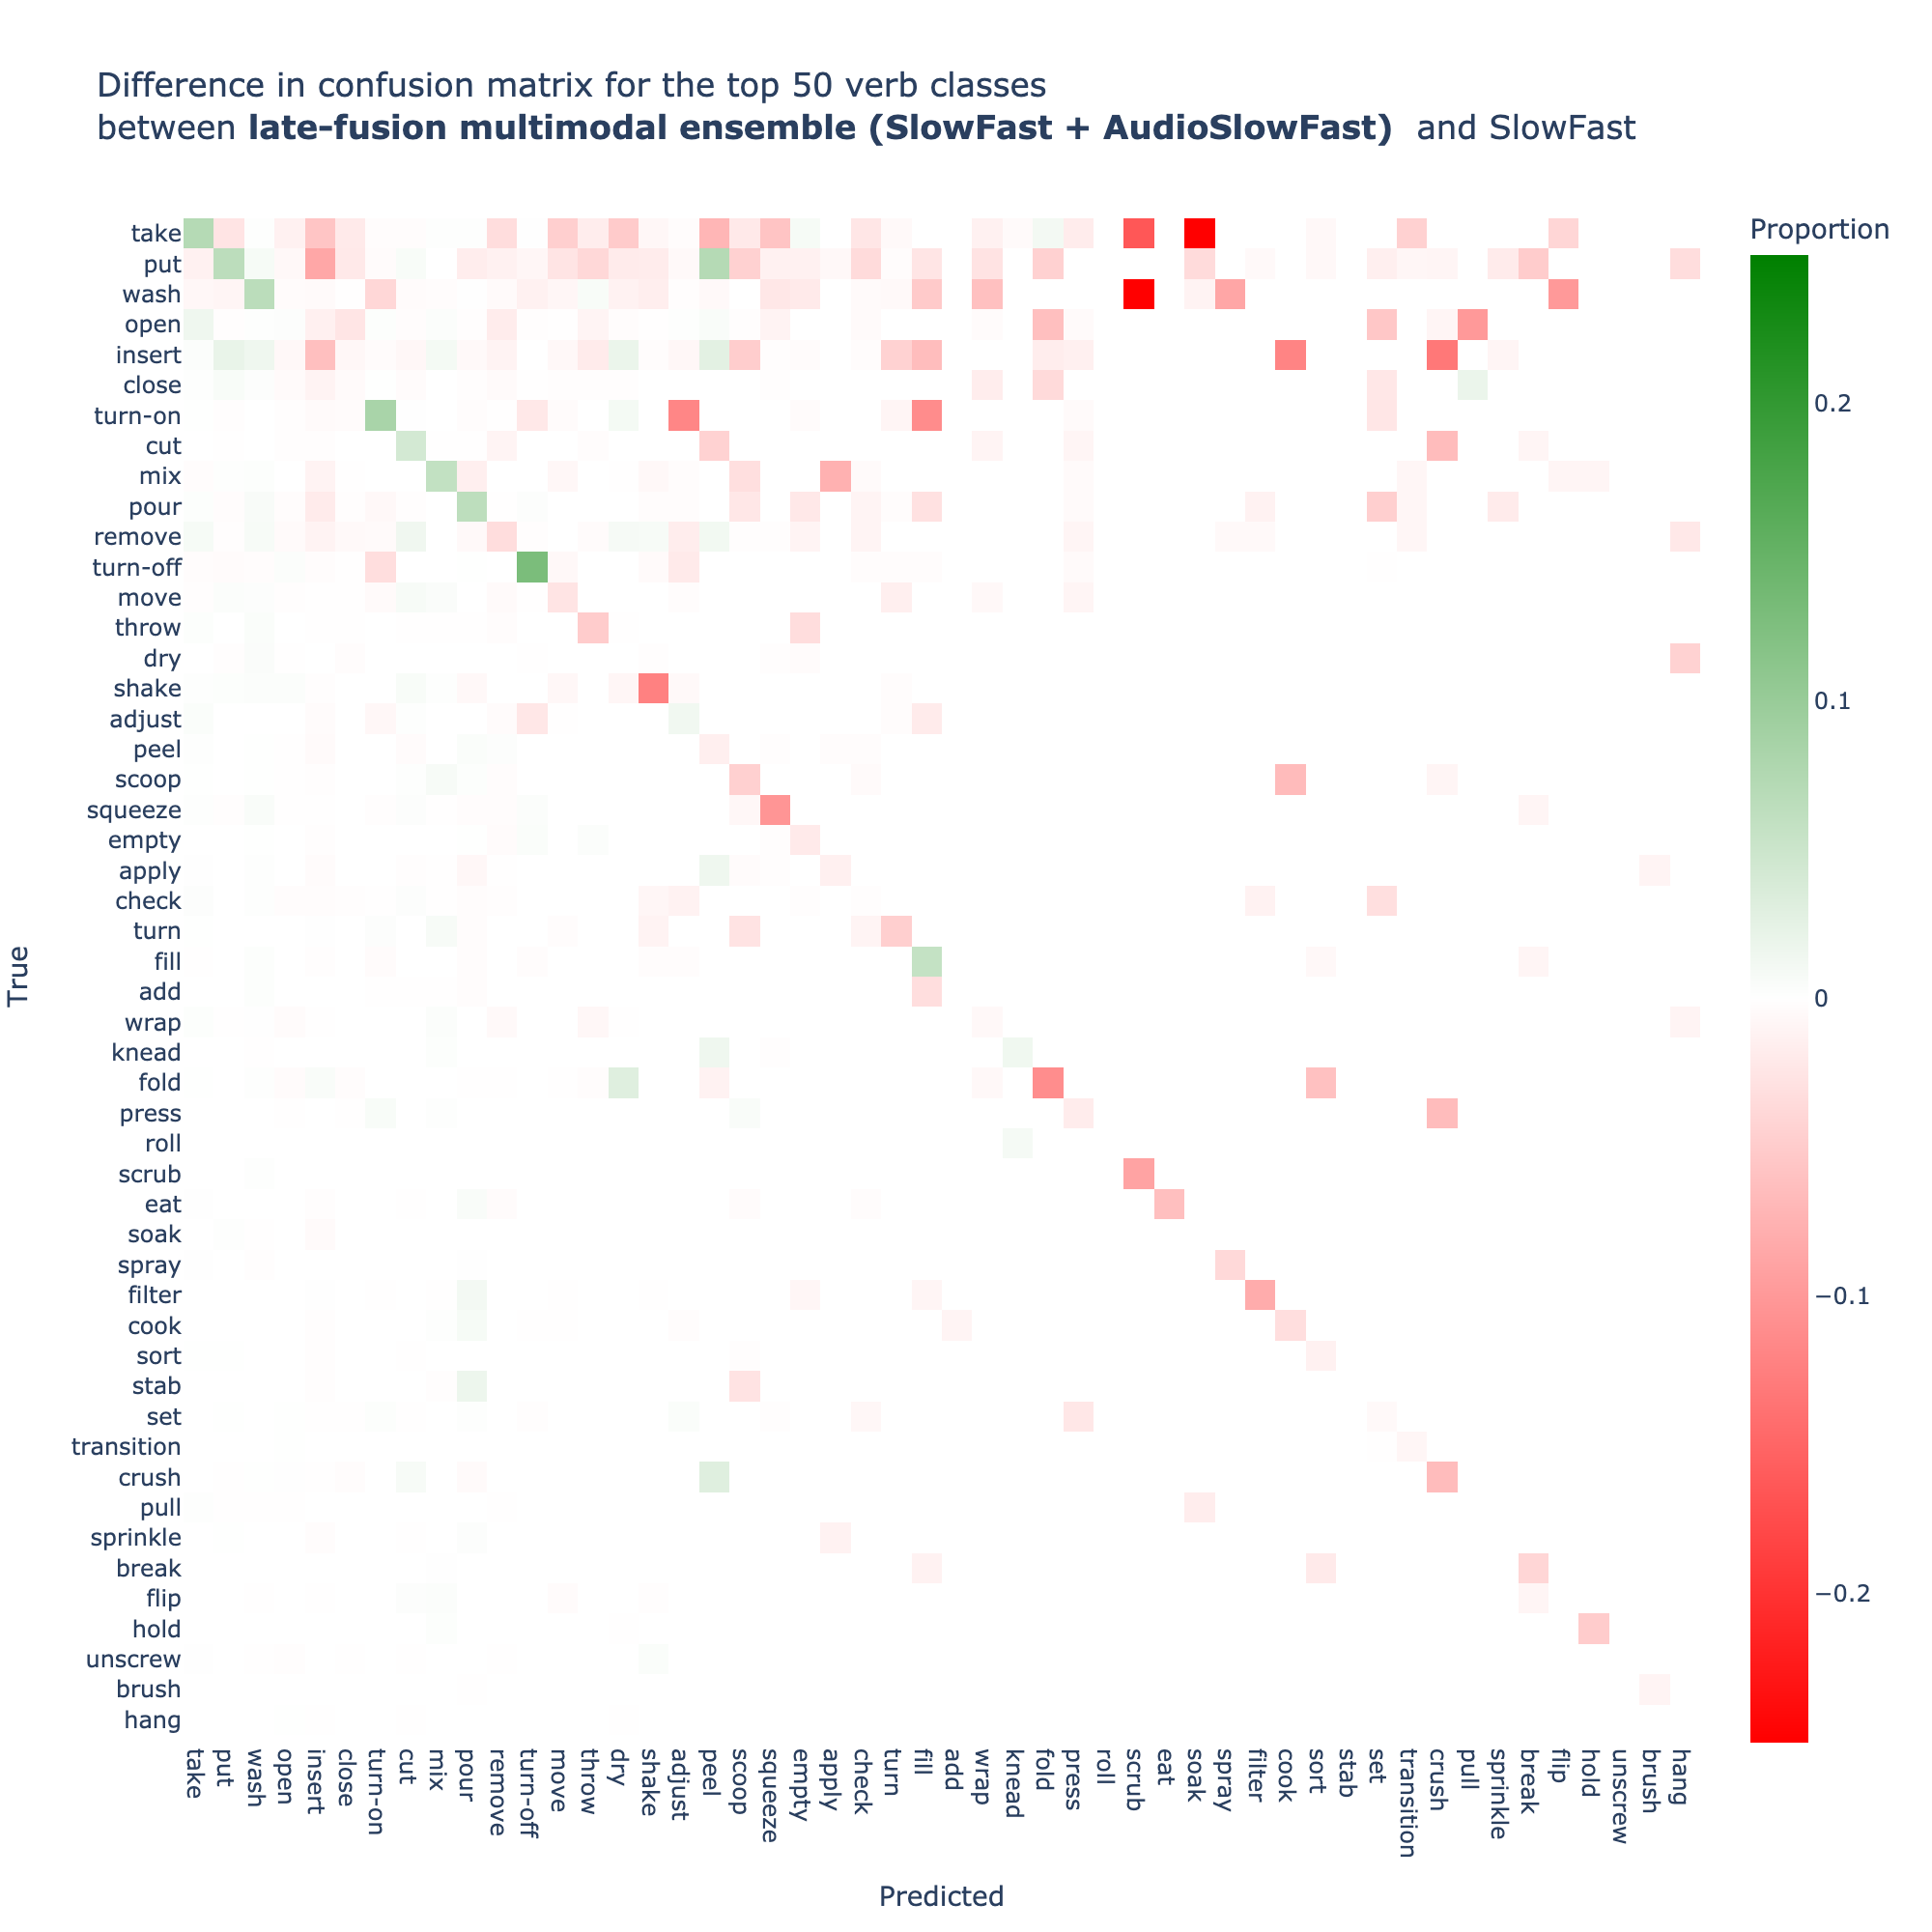 Difference in confusion matrix for the top 50 verb classes
between late-fusion multimodal ensemble (SlowFast + AudioSlowFast)  and SlowFast
Proportion
take
put
wash
open
insert
close
turn-on
cut
mix
pour
remove
turn-off
move
throw
dry
shake
adjust
peel
scoop
squeeze
empty
apply
check
turn
fill
add
wrap
knead
fold
press
roll
scrub
eat
soak
spray
filter
cook
sort
stab
set
transition
crush
pull
sprinkle
break
flip
hold
unscrew
brush
hang
True
0.2
0.1
0
−0.1
−0.2
take
put
wash
open
insert
close
turn-on
cut
mix
pour
remove
turn-off
move
throw
dry
shake
adjust
peel
scoop
squeeze
empty
apply
check
turn
fill
add
wrap
knead
fold
press
roll
scrub
eat
soak
spray
filter
cook
sort
stab
set
transition
crush
pull
sprinkle
break
flip
hold
unscrew
brush
hang
Predicted